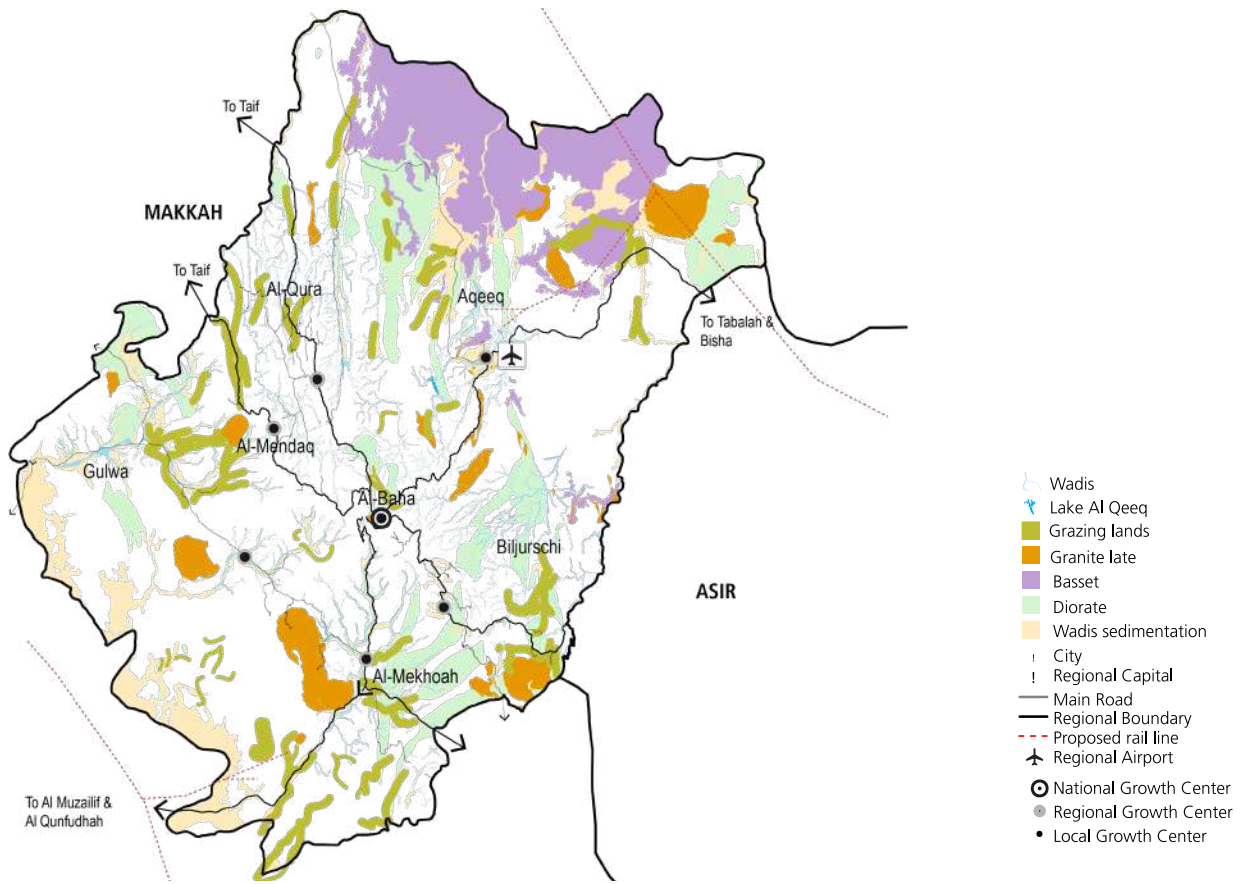 To Taif
MAKKAH
To Taif
Al-Qura
Aqeeq
To Tabalah &
Bisha
Al-Mendaq
Gulwa
Al-Baha
Biljurschi
ASIR
Al-Mekhoah
To Al Muzailif &
Al Qunfudhah
Wadis
Lake Al Qeeq
Grazing lands
Granite late
Basset
Diorate
Wadis sedimentation
! City
! Regional Capital
Main Road
Regional Boundary
Proposed rail line
Regional Airport
National Growth Center
Regional Growth Center
Local Growth Center